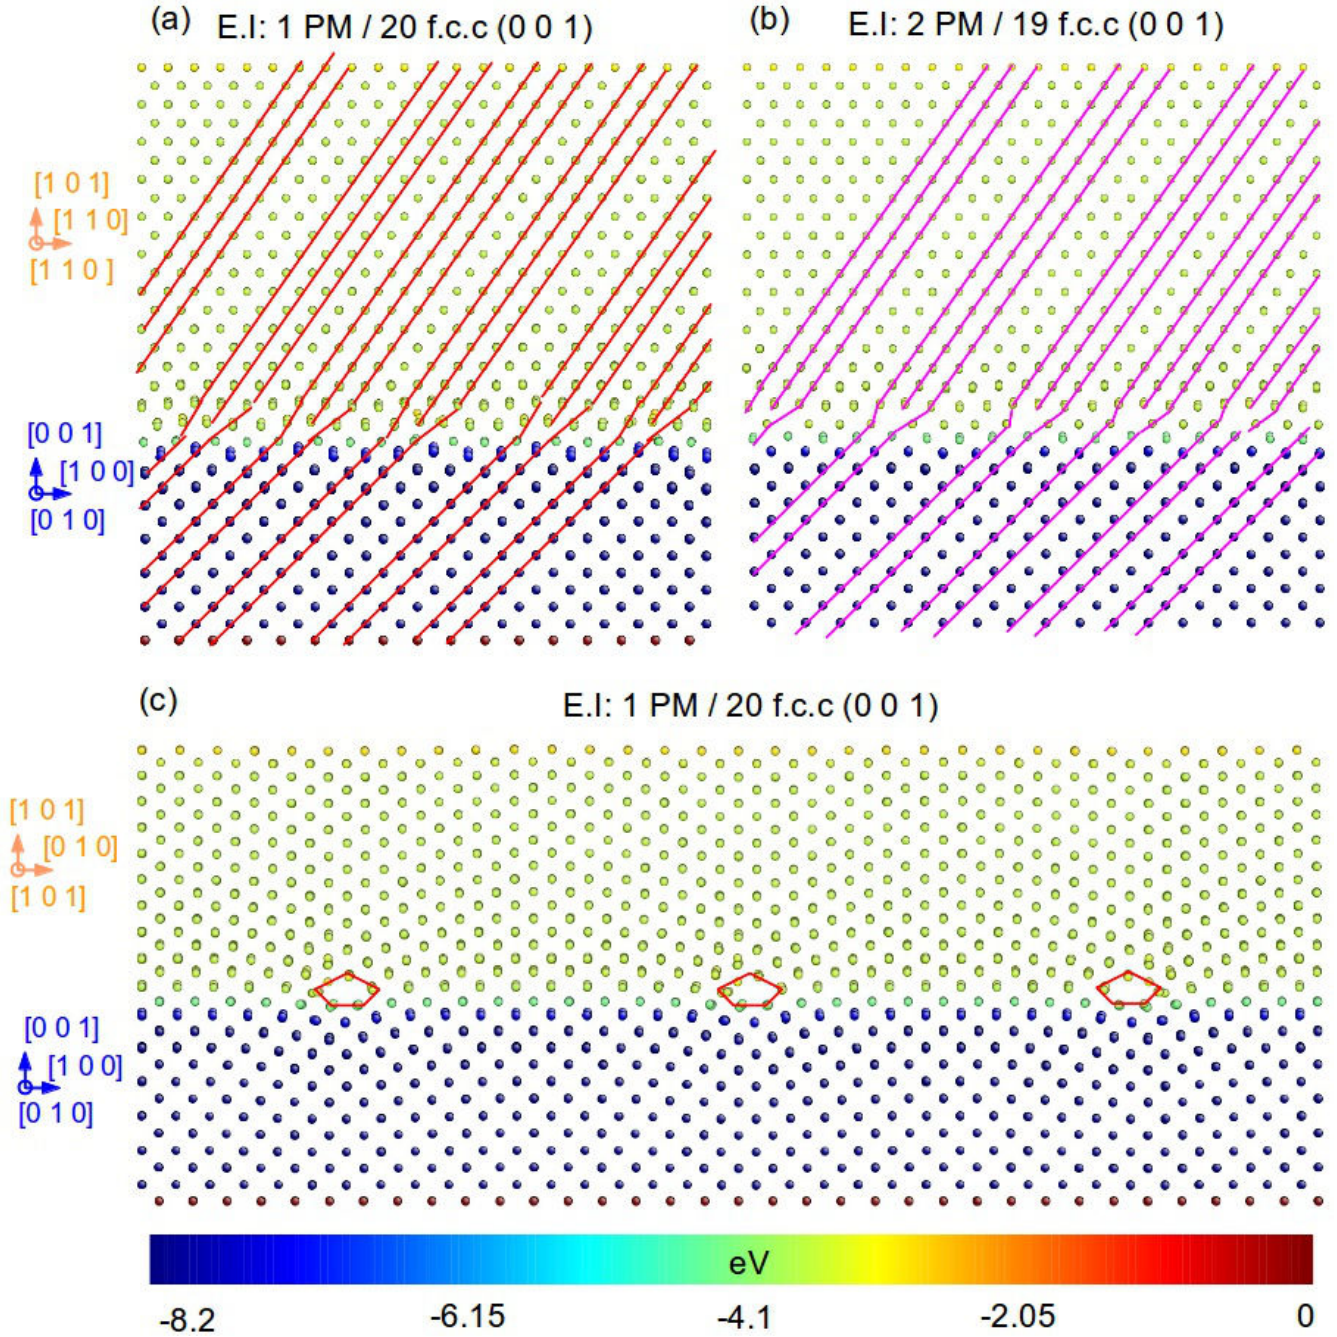 (a) E.I: 1 PM / 20 f.c.c (0 0 1)
(b) E.I: 2 PM / 19 f.c.c (0 0 1)
[1 0 1]
[1 1 0]
[1 1 0 ]
[0 0 1]
[1 0 0]
[0 1 0]
(c) E.I: 1 PM / 20 f.c.c (0 0 1)
[1 0 1]
[0 1 0]
[1 0 1]
[0 0 1]
[1 0 0]
[0 1 0]
eV
-8.2 -6.15 -4.1 -2.05 0